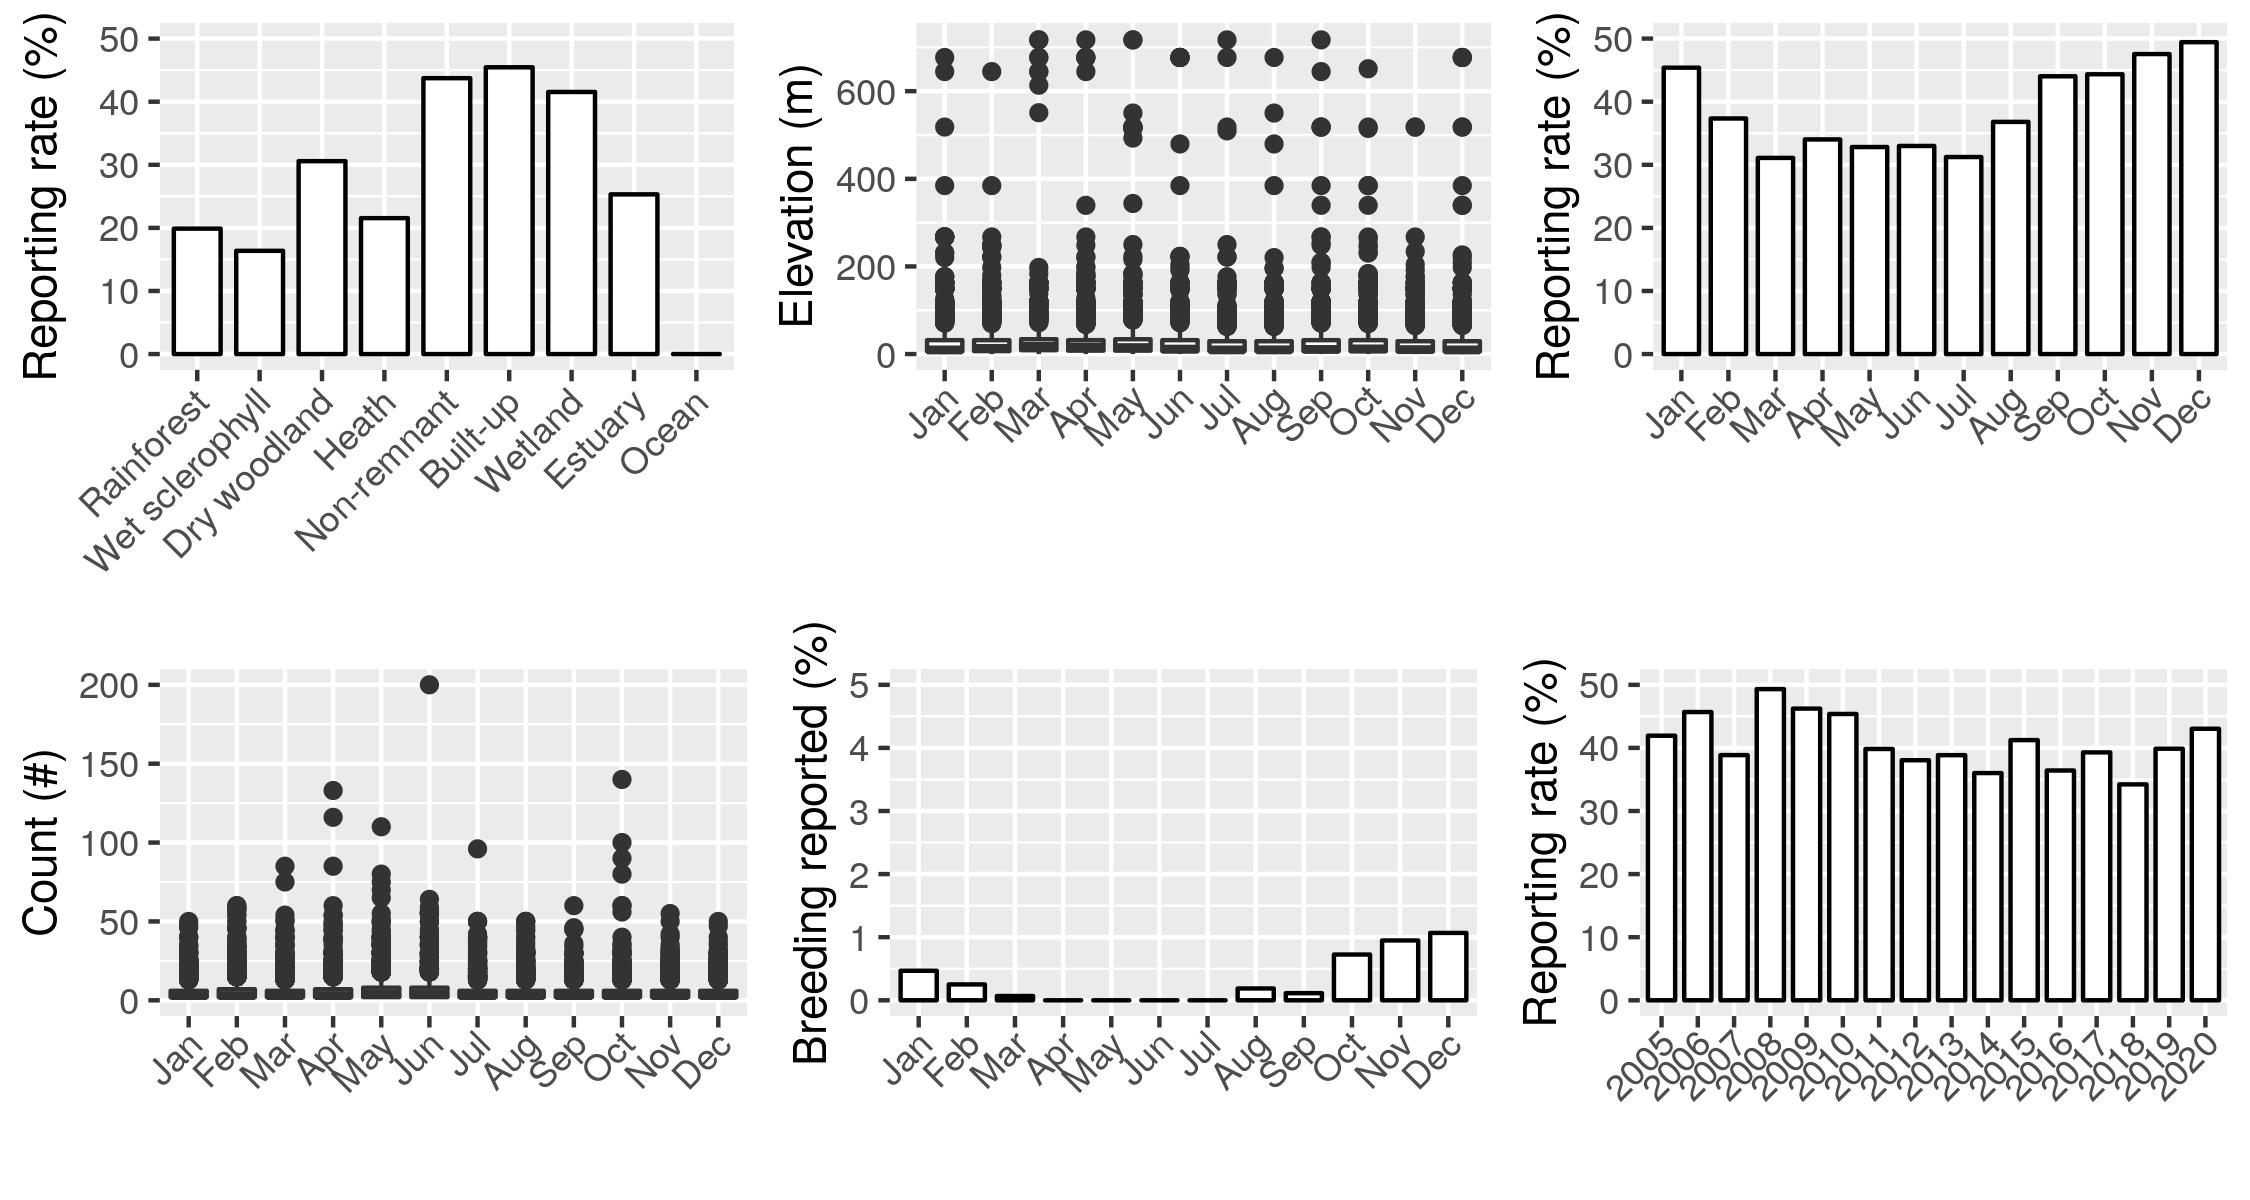 Reporting rate (%)
50
40
30
20
10
0
Rainforest
Wet sclerophyll
Dry woodland
Heath
Non-remnant
Built-up
Wetland
Estuary
Ocean
Elevation (m)
600
400
200
0
Jan
Feb
Mar
Apr
May
Jun
Jul
Aug
Sep
Oct
Nov
Dec
Reporting rate (%)
50
40
30
20
10
0
Jan
Feb
Mar
Apr
May
Jun
Jul
Aug
Sep
Oct
Nov
Dec
Count (#)
200
150
100
50
0
Jan
Feb
Mar
Apr
May
Jun
Jul
Aug
Sep
Oct
Nov
Dec
Breeding reported (%)
5
4
3
2
1
0
Jan
Feb
Mar
Apr
May
Jun
Jul
Aug
Sep
Oct
Nov
Dec
Reporting rate (%)
50
40
30
20
10
0
2005
2006
2007
2008
2009
2010
2011
2012
2013
2014
2015
2016
2017
2018
2019
2020